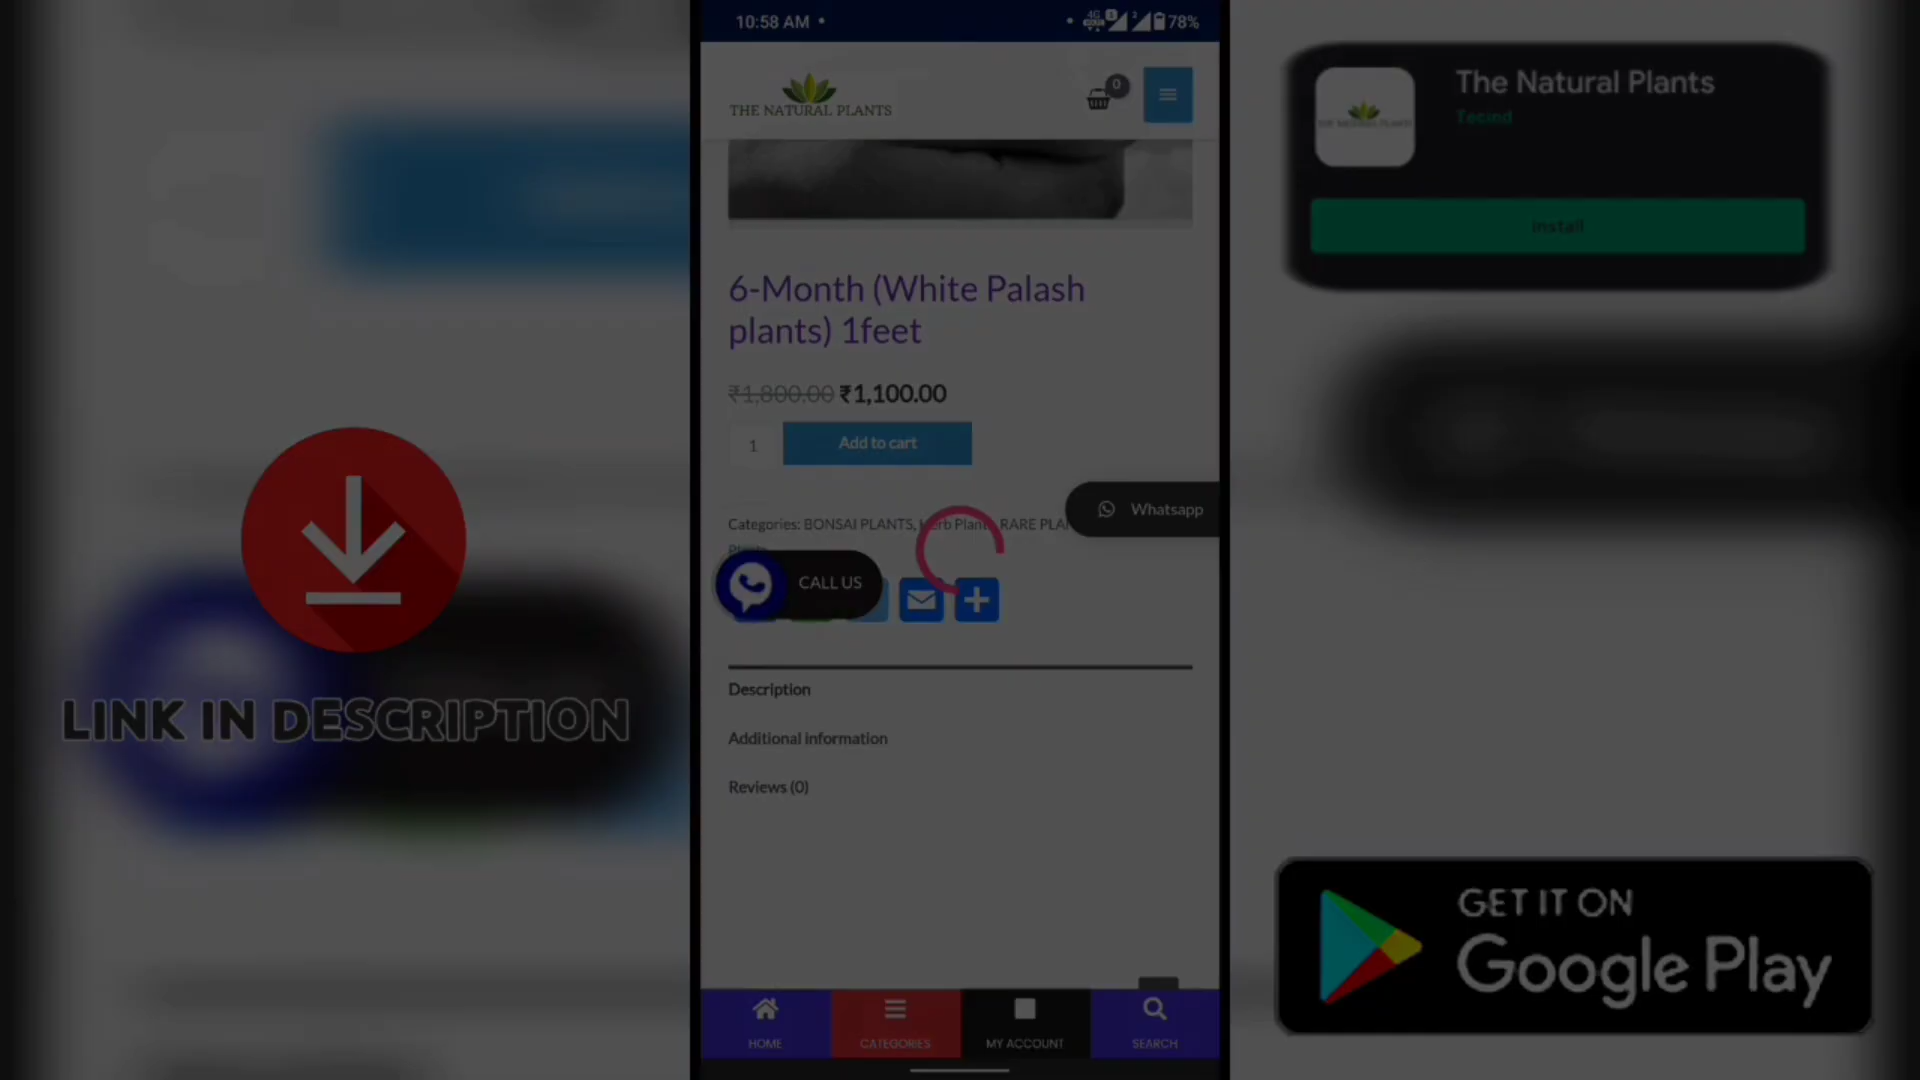 10:58 AM
78%
THE NATURAL PLANTS
0
6-Month (White Palash
plants) 1feet
₹1,800.00 ₹1,100.00
1
Add to cart
Categories: BONSAI PLANTS, Herb Plants, RARE PLA
Plants
Whatsapp
CALL US
Description
Additional information
Reviews (0)
HOME
CATEGORIES
MY ACCOUNT
SEARCH
LINK IN DESCRIPTION
The Natural Plants
Tecind
Install
GET IT ON
Google Play